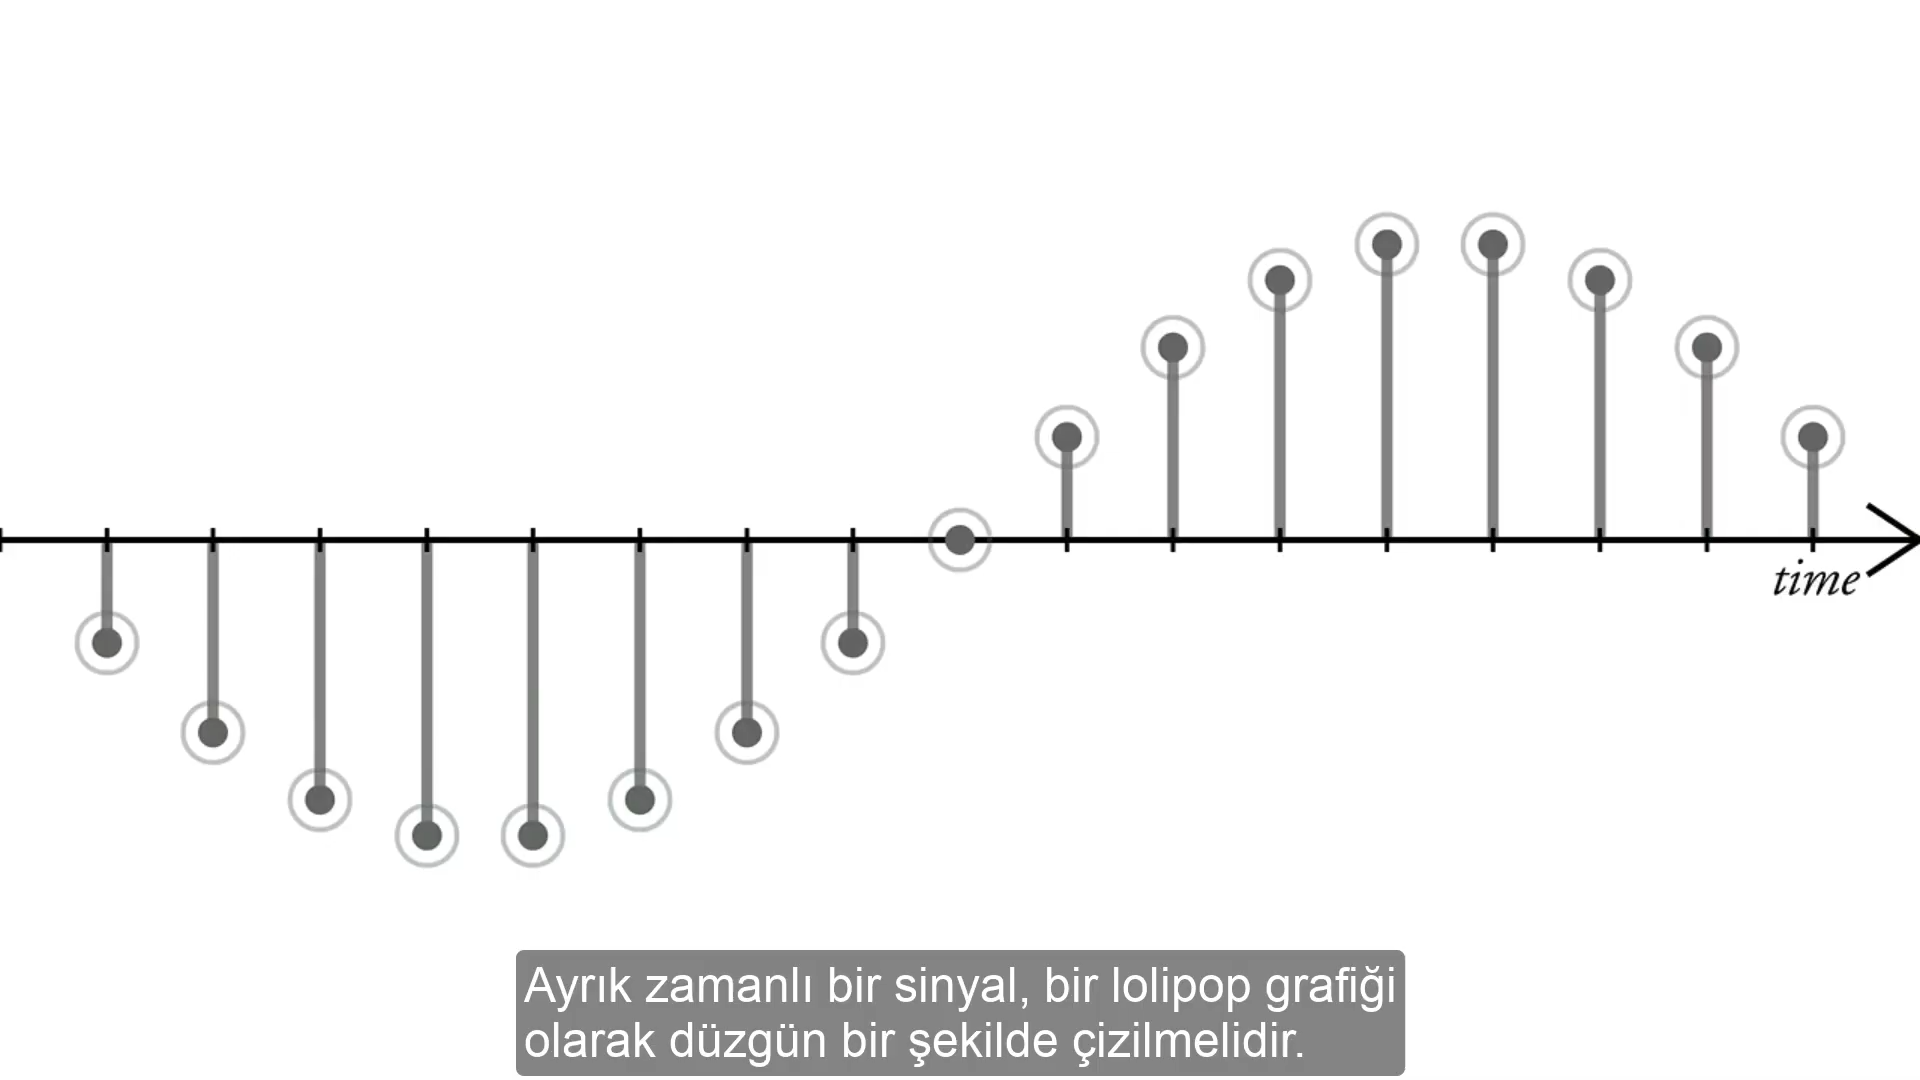 time
Ayrık zamanlı bir sinyal, bir lolipop grafiği
olarak düzgün bir şekilde çizilmelidir.